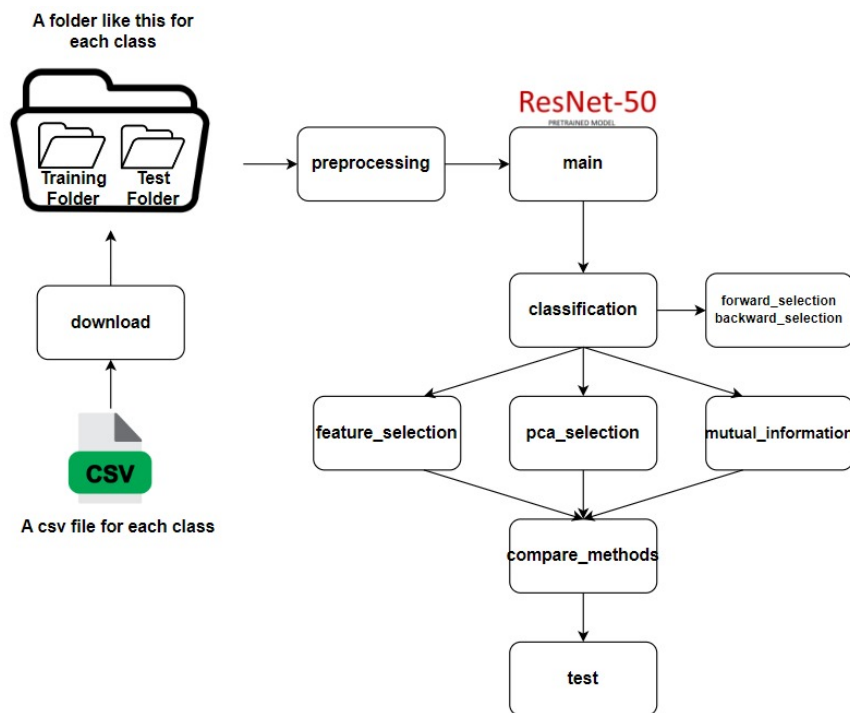 A folder like this for
each class
Training
Folder
Test
Folder
download
CSV
A csv file for each class
preprocessing
ResNet-50
PRETRAINED MODEL
main
classification
forward_selection
backward_selection
feature_selection
pca_selection
mutual_information
compare_methods
test